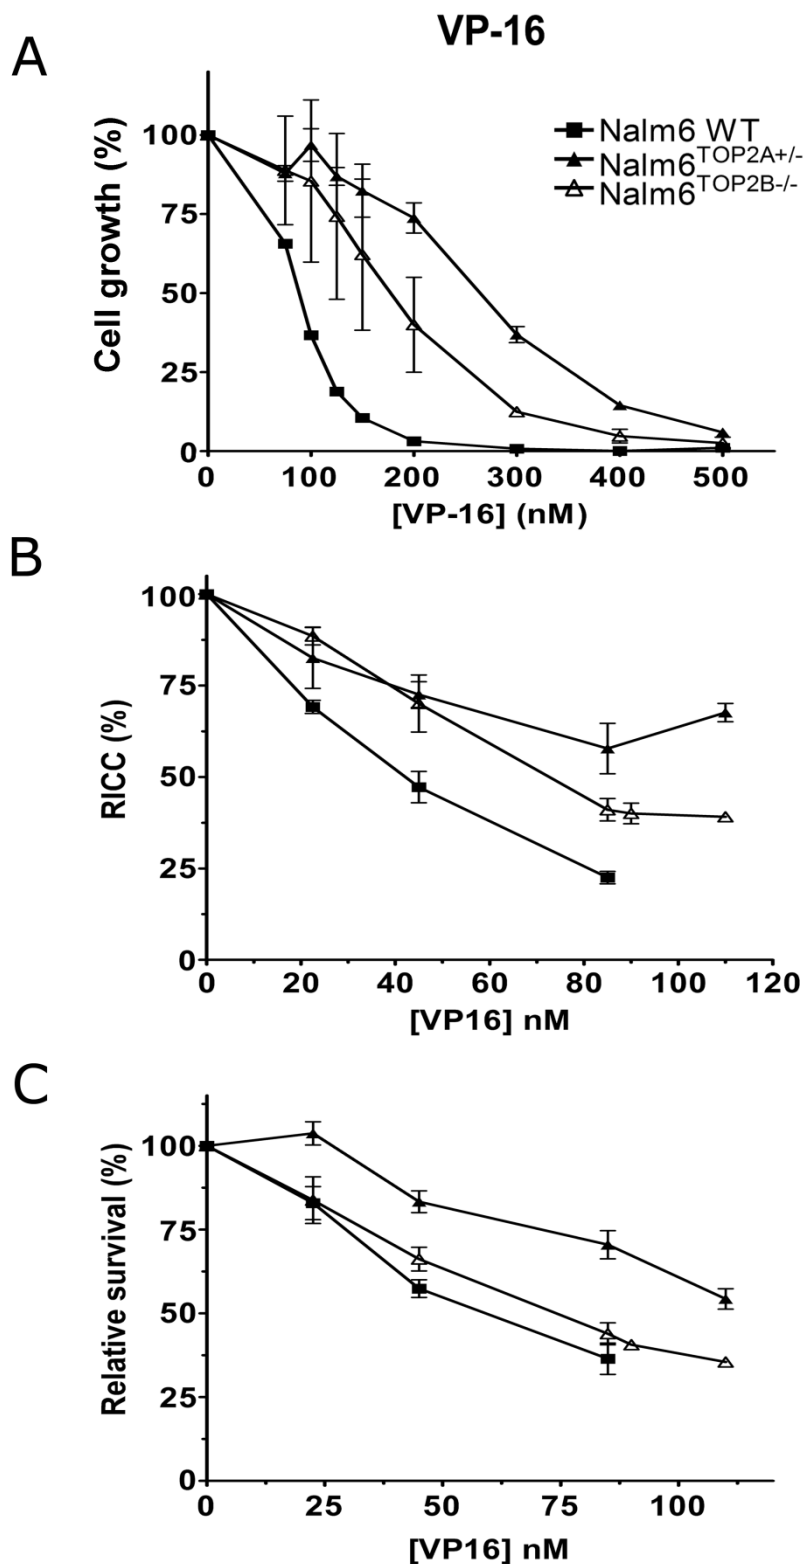 VP-16
A
Cell growth (%)
100
75
50
25
0
Nalm6 WT
Nalm6TOP2A+/-
Nalm6TOP2B-/-
0 100 200 300 400 500
[VP-16] (nM)
B
RICC (%)
100
75
50
25
0
0 20 40 60 80 100 120
[VP16] nM
C
Relative survival (%)
100
75
50
25
0
0 25 50 75 100
[VP16] nM